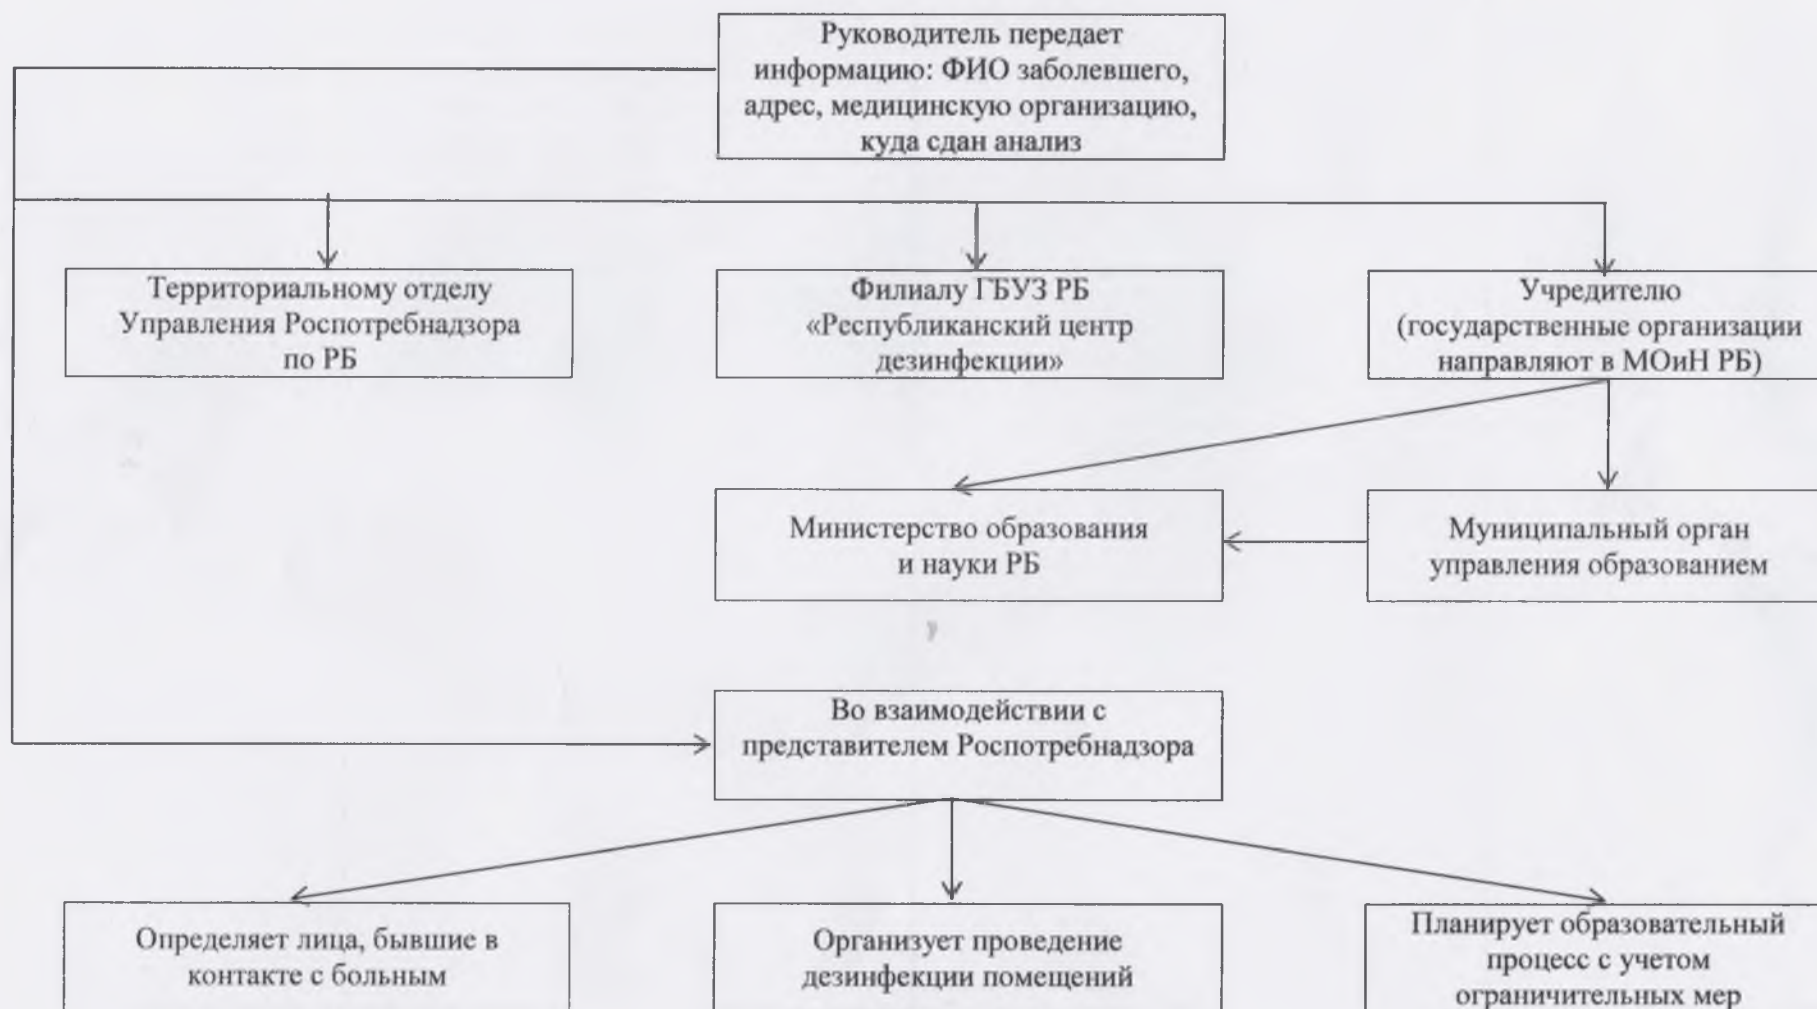 Руководитель передает
информацию: ФИО заболевшего,
адрес, медицинскую организацию,
куда сдан анализ
Территориальному отделу
Управления Роспотребнадзора
по РБ
Филиалу ГБУЗ РБ
«Республиканский центр
дезинфекции»
Учредителю
(государственные организации
направляют в МОиН РБ)
Министерство образования
и науки РБ
Муниципальный орган
управления образованием
Во взаимодействии с
представителем Роспотребнадзора
Определяет лица, бывшие в
контакте с больным
Организует проведение
дезинфекции помещений
Планирует образовательный
процесс с учетом
ограничительных мер